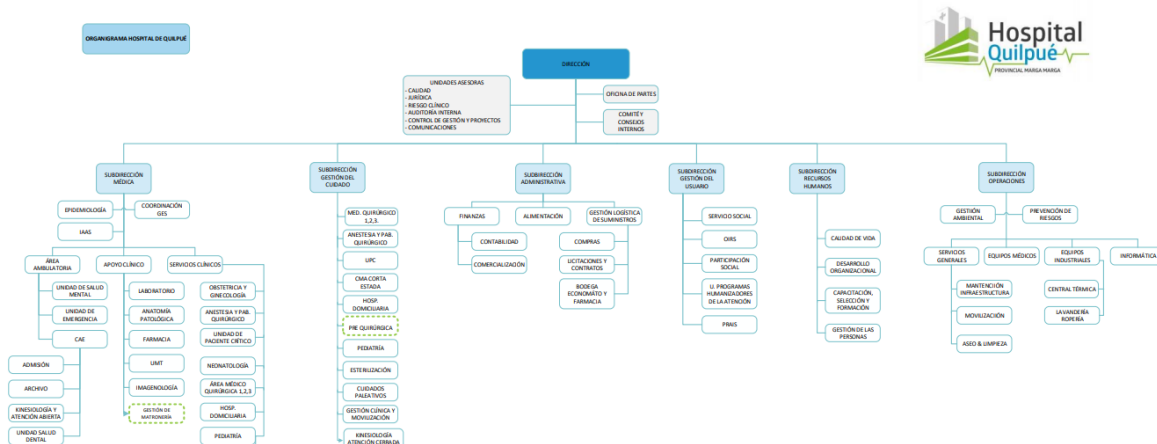 ORGANIGRAMA HOSPITAL DE QUILPUÉ
Hospital
Quilpué
PROVINCIAL MARGA MARGA
DIRECCIÓN
UNIDADES ASESORAS
- CALIDAD
- JURÍDICA
- RIESGO CLÍNICO
- AUDITORÍA INTERNA
- CONTROL DE GESTIÓN Y PROYECTOS
- COMUNICACIONES
OFICINA DE PARTES
COMITÉ Y
CONSEJOS
INTERNOS
SUBDIRECCIÓN
MÉDICA
EPIDEMIOLOGÍA
COORDINACIÓN
GES
IAAS
ÁREA
AMBULATORIA
UNIDAD DE SALUD
MENTAL
UNIDAD DE
EMERGENCIA
CAE
ADMISIÓN
ARCHIVO
KINESIOLOGÍA Y
ATENCIÓN ABIERTA
UNIDAD SALUD
DENTAL
APOYO CLÍNICO
LABORATORIO
ANATOMÍA
PATOLÓGICA
FARMACIA
UMT
IMAGENOLOGÍA
GESTIÓN DE
MATRONERÍA
SERVICIOS CLÍNICOS
OBSTETRICIA Y
GINECOLOGÍA
ANESTESIA Y PAB.
QUIRÚRGICO
UNIDAD DE
PACIENTE CRÍTICO
NEONATOLOGÍA
ÁREA MÉDICO
QUIRÚRGICA 1,2,3
HOSP.
DOMICILIARIA
PEDIATRÍA
SUBDIRECCIÓN
GESTIÓN DEL
CUIDADO
MED. QUIRÚRGICO
1,2,3.
ANESTESIA Y PAB.
QUIRÚRGICO
UPC
CMA CORTA
ESTADA
HOSP.
DOMICILIARIA
PRE QUIRÚRGICA
PEDIATRÍA
ESTERILIZACIÓN
CUIDADOS
PALEATIVOS
GESTIÓN CLÍNICA Y
MOVILIZACIÓN
KINESIOLOGÍA
ATENCIÓN CERRADA
SUBDIRECCIÓN
ADMINISTRATIVA
FINANZAS
CONTABILIDAD
COMERCIALIZACIÓN
ALIMENTACIÓN
GESTIÓN LOGÍSTICA
DE SUMINISTROS
COMPRAS
LICITACIONES Y
CONTRATOS
BODEGA
ECONOMATO Y
FARMACIA
SUBDIRECCIÓN
GESTIÓN DEL
USUARIO
SERVICIO SOCIAL
OIRS
PARTICIPACIÓN
SOCIAL
U. PROGRAMAS
HUMANIZADORES
DE LA ATENCIÓN
PRAIS
SUBDIRECCIÓN
RECURSOS
HUMANOS
CALIDAD DE VIDA
DESARROLLO
ORGANIZACIONAL
CAPACITACIÓN,
SELECCIÓN Y
FORMACIÓN
GESTIÓN DE LAS
PERSONAS
SUBDIRECCIÓN
OPERACIONES
GESTIÓN
AMBIENTAL
PREVENCIÓN DE
RIESGOS
SERVICIOS
GENERALES
MANTENCIÓN
INFRAESTRUCTURA
MOVILIZACIÓN
ASEO & LIMPIEZA
EQUIPOS MÉDICOS
EQUIPOS
INDUSTRIALES
CENTRAL TÉRMICA
LAVANDERÍA
ROPERÍA
INFORMÁTICA